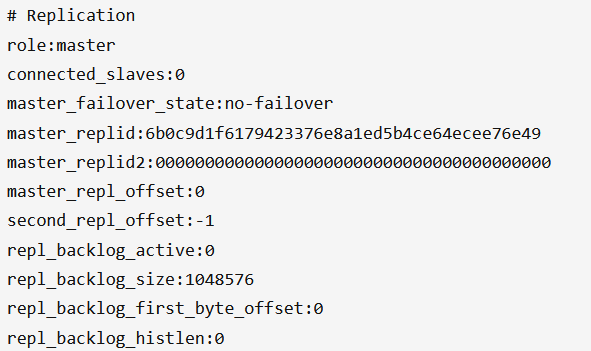 # Replication
role:master
connected_slaves:0
master_failover_state:no-failover
master_replid:6b0c9d1f6179423376e8a1ed5b4ce64ecee76e49
master_replid2:0000000000000000000000000000000000000000
master_repl_offset:0
second_repl_offset:-1
repl_backlog_active:0
repl_backlog_size:1048576
repl_backlog_first_byte_offset:0
repl_backlog_histlen:0